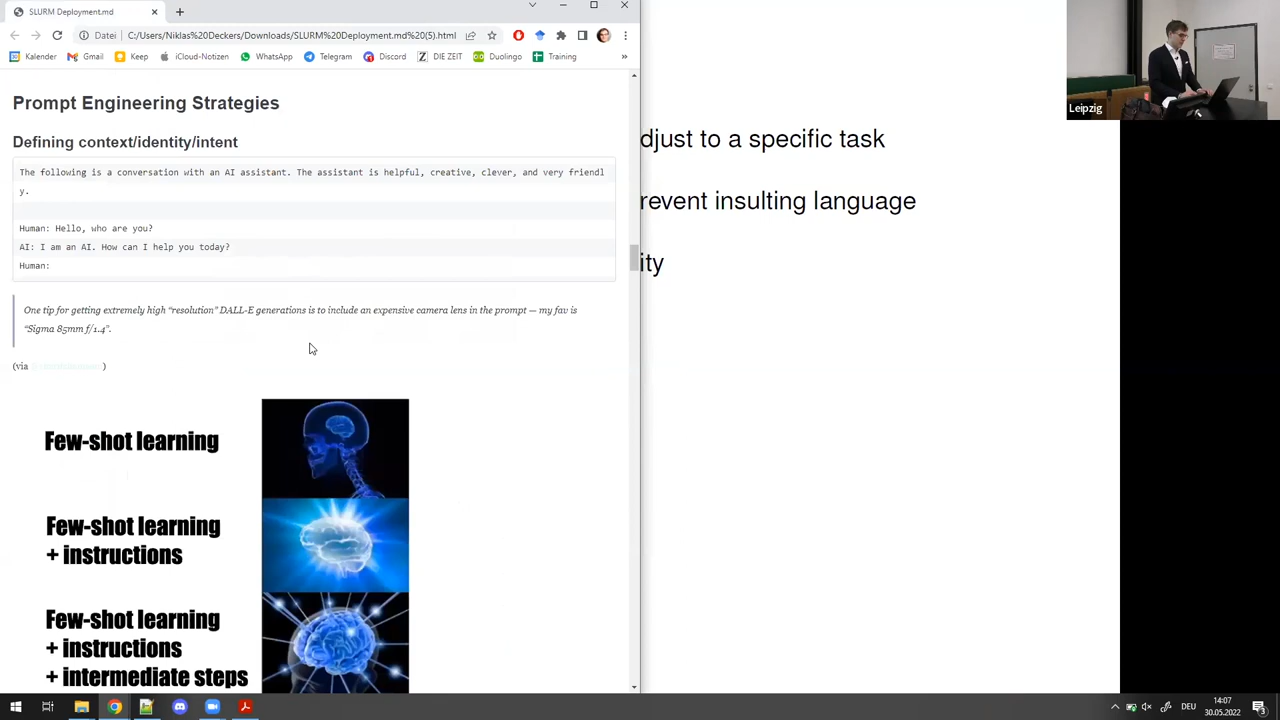 SLURM Deployment.md
Datei
C:/Users/Niklas%20Deckers/Downloads/SLURM%20Deployment.md%20(5).html
Kalender
Gmail
Keep
iCloud-Notizen
WhatsApp
Telegram
Discord
DIE ZEIT
Duolingo
Training
Prompt Engineering Strategies
Defining context/identity/intent
The following is a conversation with an AI assistant. The assistant is helpful, creative, clever, and very friendl
y.
Human: Hello, who are you?
AI: I am an AI. How can I help you today?
Human:
One tip for getting extremely high “resolution” DALL-E generations is to include an expensive camera lens in the prompt — my fav is
“Sigma 85mm f/1.4”.
(via )
Few-shot learning
Few-shot learning
+ instructions
Few-shot learning
+ instructions
+ intermediate steps
djust to a specific task
revent insulting language
ity
Leipzig
DEU
14:07
30.05.2022